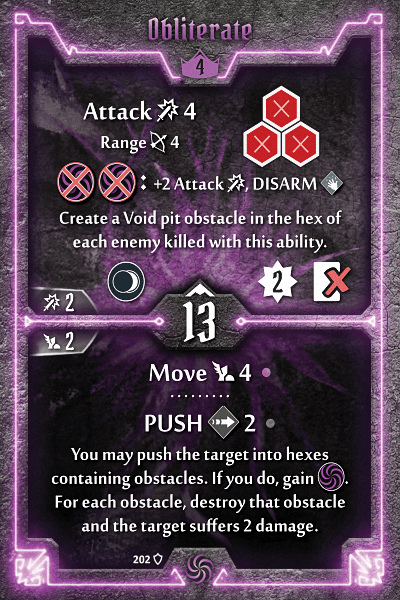 Obliterate
4
Attack 4
Range 4
: +2 Attack, DISARM
Create a Void pit obstacle in the hex of
each enemy killed with this ability.
2
2
13
2
Move 4
PUSH 2
You may push the target into hexes
containing obstacles. If you do, gain .
For each obstacle, destroy that obstacle
and the target suffers 2 damage.
202